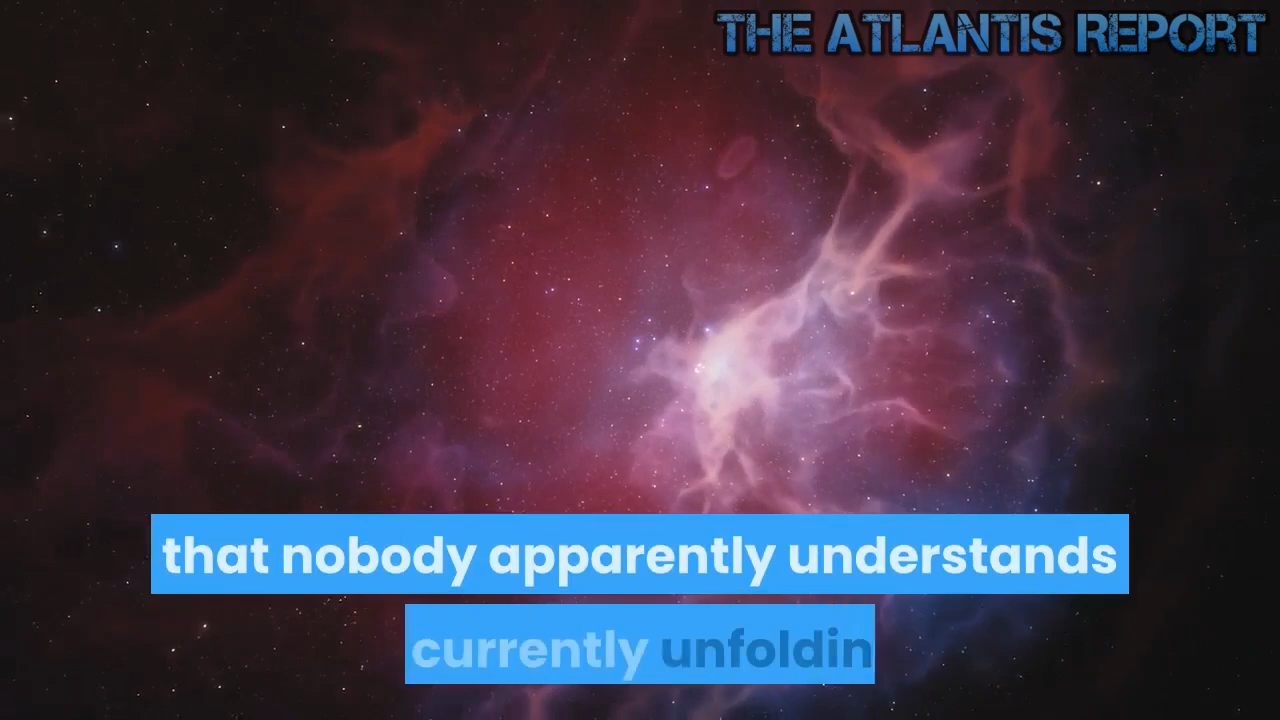 THE ATLANTIS REPORT
that nobody apparently understands
currently unfoldin